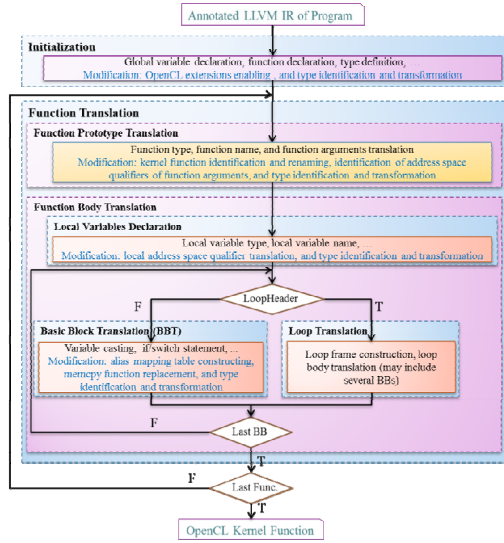 Annotated LLVM IR of Program
Initialization
Global variable declaration, function declaration, type definition,
Modification: OpenCL extensions enabling , and type identification and transformation
Function Translation
Function Prototype Translation
Function type, function name, and function arguments translation
Modification: kernel function identification and renaming, identification of address space
qualifiers of function arguments, and type identification and transformation
Function Body Translation
Local Variables Declaration
Local variable type, local variable name, ...
Modification: local address space qualifier translation, and type identification and transformation
LoopHeader
F
T
Basic Block Translation (BBT)
Variable casting, if/switch statement, ...
Modification: alias mapping table constructing,
memcpy function replacement, and type
identification and transformation
Loop Translation
Loop frame construction, loop
body translation (may include
several BBs)
F
Last BB
T
F
Last Func.
T
OpenCL Kernel Function